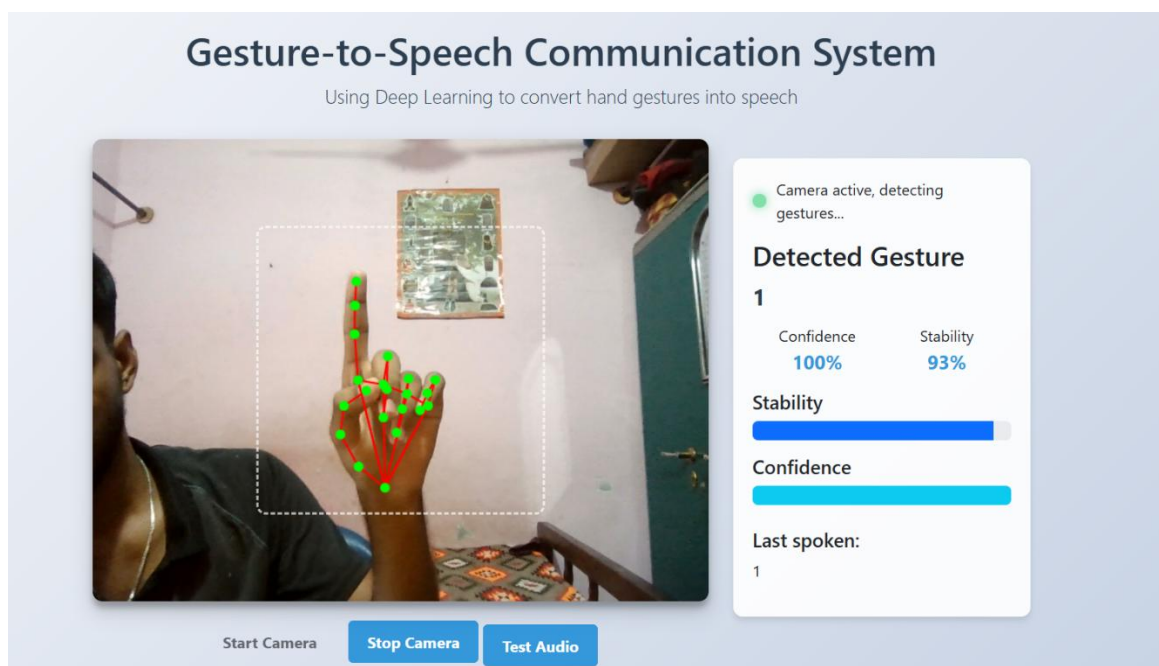 Gesture-to-Speech Communication System
Using Deep Learning to convert hand gestures into speech
Camera active, detecting
gestures...
Detected Gesture
1
Confidence Stability
100% 93%
Stability
Confidence
Last spoken:
1
Start Camera Stop Camera Test Audio